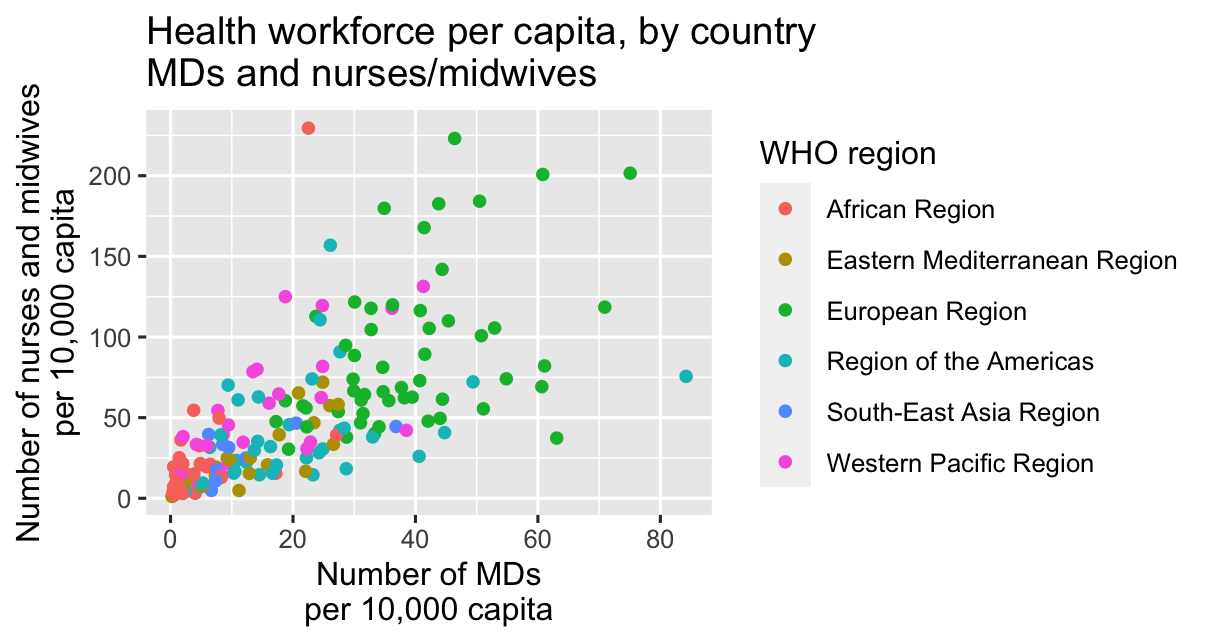 Health workforce per capita, by country
MDs and nurses/midwives
Number of nurses and midwives
per 10,000 capita
200
150
100
50
0
0 20 40 60 80
Number of MDs
per 10,000 capita
WHO region
African Region
Eastern Mediterranean Region
European Region
Region of the Americas
South-East Asia Region
Western Pacific Region